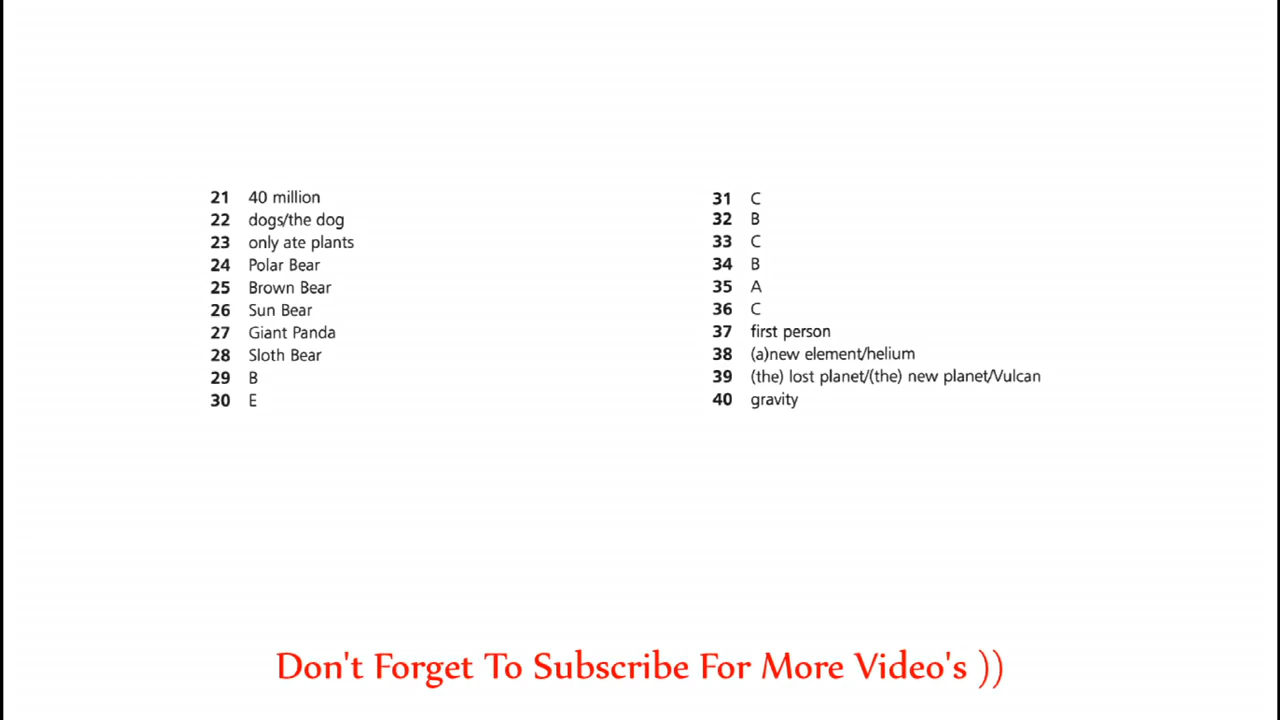 21 40 million
22 dogs/the dog
23 only ate plants
24 Polar Bear
25 Brown Bear
26 Sun Bear
27 Giant Panda
28 Sloth Bear
29 B
30 E
31 C
32 B
33 C
34 B
35 A
36 C
37 first person
38 (a)new element/helium
39 (the) lost planet/(the) new planet/Vulcan
40 gravity
Don't Forget To Subscribe For More Video's ))